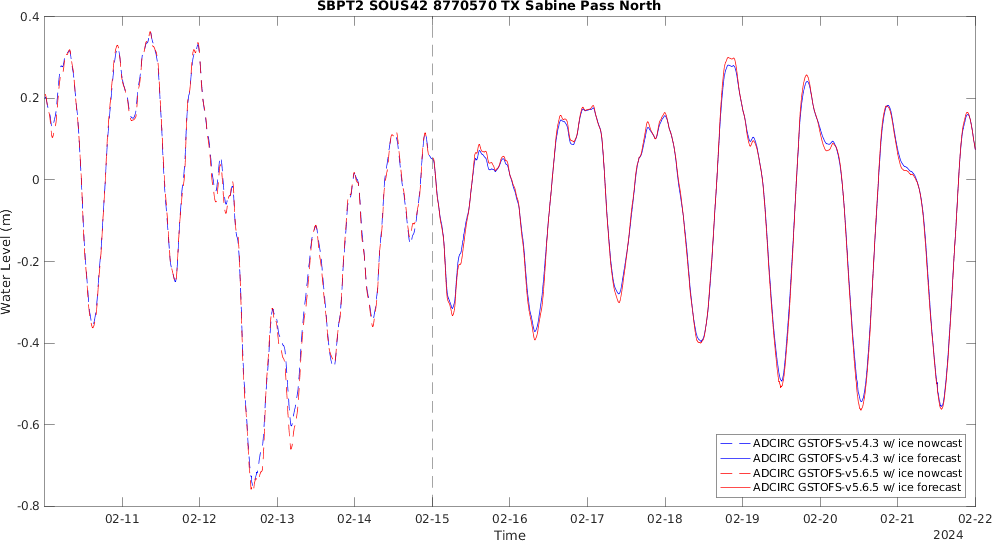 SBPT2 SOUS42 8770570 TX Sabine Pass North
Water Level (m)
0.4
0.2
0
-0.2
-0.4
-0.6
-0.8
ADCIRC GSTOFS-v5.4.3 w/ ice nowcast
ADCIRC GSTOFS-v5.4.3 w/ ice forecast
ADCIRC GSTOFS-v5.6.5 w/ ice nowcast
ADCIRC GSTOFS-v5.6.5 w/ ice forecast
02-11 02-12 02-13 02-14 02-15 02-16 02-17 02-18 02-19 02-20 02-21 02-22
Time
2024